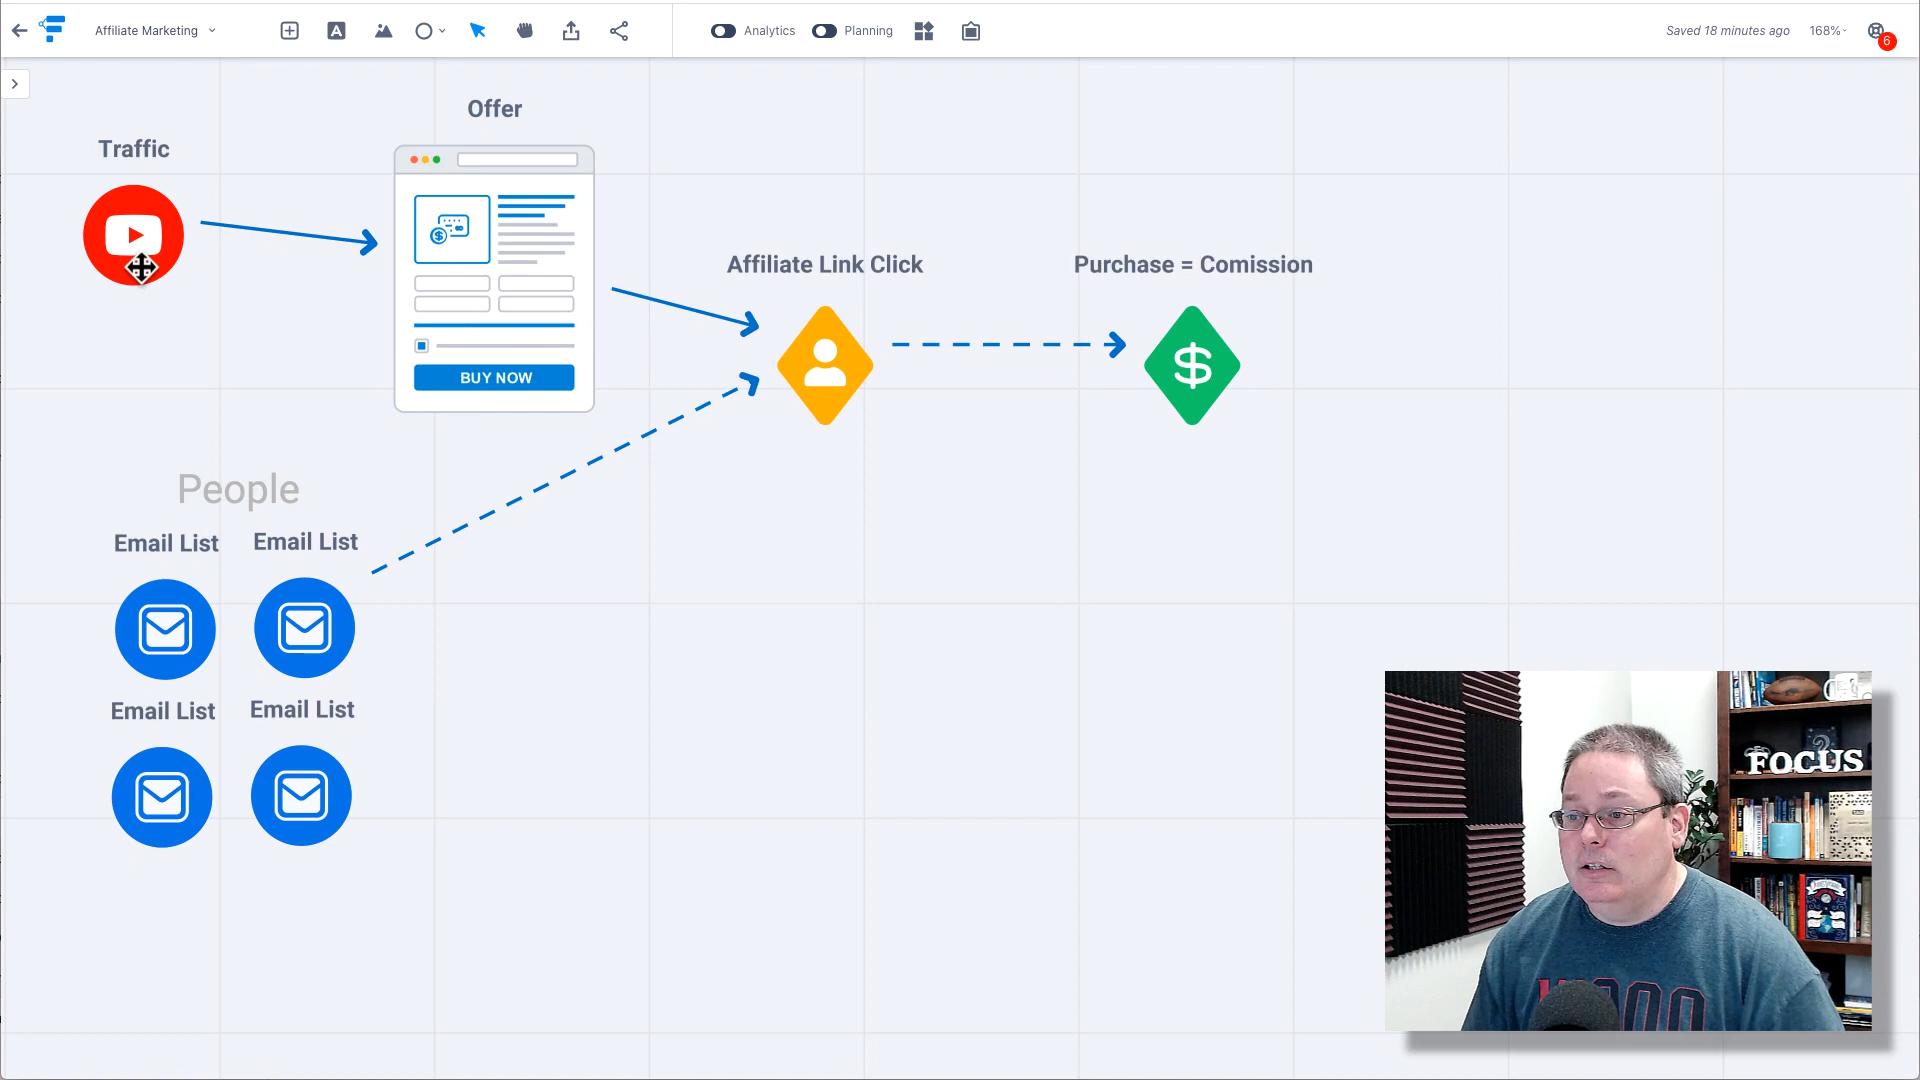 Affiliate Marketing
A
Analytics
Planning
Saved 18 minutes ago
168%
6
Offer
Traffic
BUY NOW
Affiliate Link Click
Purchase = Comission
$
People
Email List
Email List
Email List
Email List
FOCUS